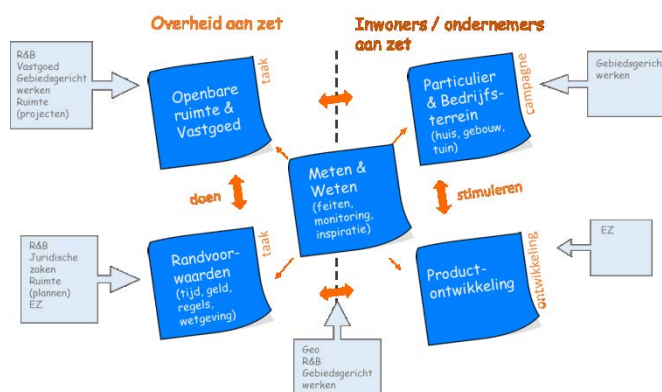 Overheid aan zet
Inwoners / ondernemers
aan zet
R&B
Vastgoed
Gebiedsgericht
werken
Ruimte
(projecten)
Openbare
ruimte &
Vastgoed
taak
Particulier
& Bedrijfs-
terrein
(huis, gebouw,
tuin)
campagne
Gebiedsgericht
werken
Meten &
Weten
(feiten,
monitoring,
inspiratie)
doen
stimuleren
R&B
Juridische
zaken
Ruimte
(plannen)
EZ
Randvoor-
waarden
(tijd, geld,
regels,
wetgeving)
taak
Product-
ontwikkeling
ontwikkeling
EZ
Geo
R&B
Gebiedsgericht
werken